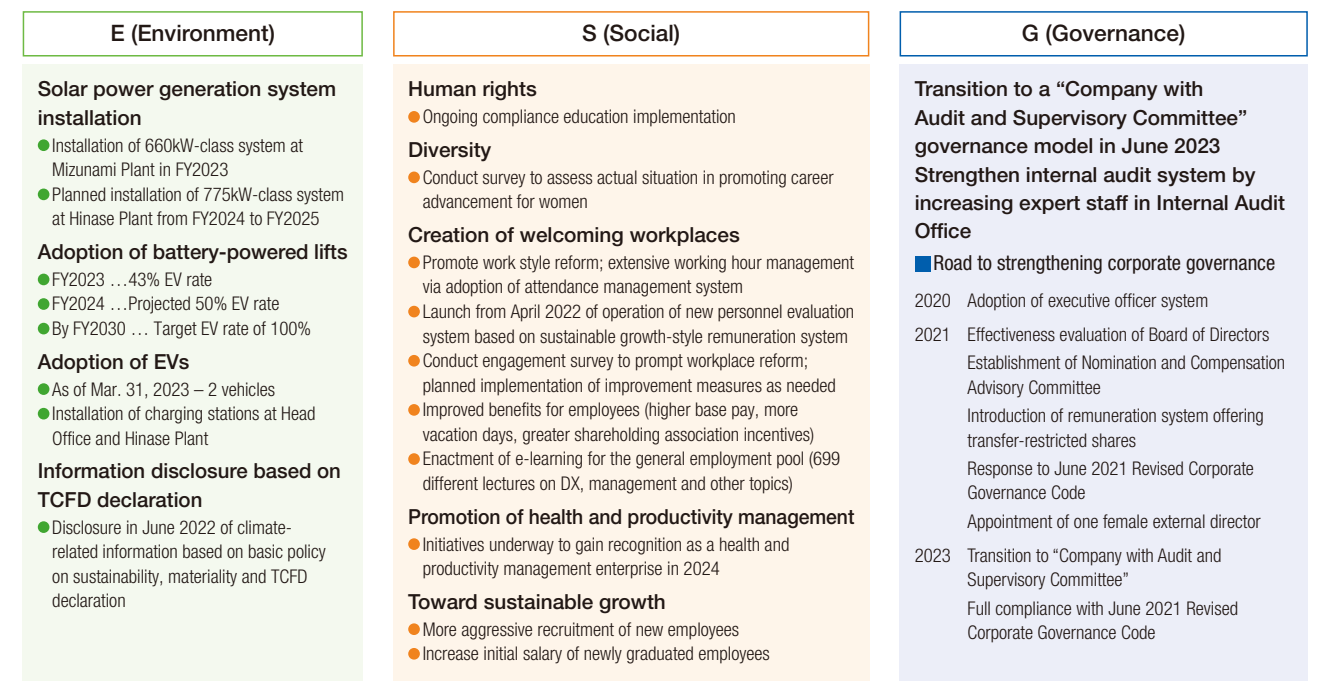 E (Environment)
Solar power generation system
installation
●Installation of 660kW-class system at
Mizunami Plant in FY2023
●Planned installation of 775kW-class system
at Hinase Plant from FY2024 to FY2025
Adoption of battery-powered lifts
●FY2023 …43% EV rate
●FY2024 …Projected 50% EV rate
●By FY2030 … Target EV rate of 100%
Adoption of EVs
●As of Mar. 31, 2023 – 2 vehicles
●Installation of charging stations at Head
Office and Hinase Plant
Information disclosure based on
TCFD declaration
●Disclosure in June 2022 of climate-
related information based on basic policy
on sustainability, materiality and TCFD
declaration
S (Social)
Human rights
●Ongoing compliance education implementation
Diversity
●Conduct survey to assess actual situation in promoting career
advancement for women
Creation of welcoming workplaces
●Promote work style reform; extensive working hour management
via adoption of attendance management system
●Launch from April 2022 of operation of new personnel evaluation
system based on sustainable growth-style remuneration system
●Conduct engagement survey to prompt workplace reform;
planned implementation of improvement measures as needed
●Improved benefits for employees (higher base pay, more
vacation days, greater shareholding association incentives)
●Enactment of e-learning for the general employment pool (699
different lectures on DX, management and other topics)
Promotion of health and productivity management
●Initiatives underway to gain recognition as a health and
productivity management enterprise in 2024
Toward sustainable growth
●More aggressive recruitment of new employees
●Increase initial salary of newly graduated employees
G (Governance)
Transition to a “Company with
Audit and Supervisory Committee”
governance model in June 2023
Strengthen internal audit system by
increasing expert staff in Internal Audit
Office
■Road to strengthening corporate governance
2020 Adoption of executive officer system
2021 Effectiveness evaluation of Board of Directors
Establishment of Nomination and Compensation
Advisory Committee
Introduction of remuneration system offering
transfer-restricted shares
Response to June 2021 Revised Corporate
Governance Code
Appointment of one female external director
2023 Transition to “Company with Audit and
Supervisory Committee”
Full compliance with June 2021 Revised
Corporate Governance Code